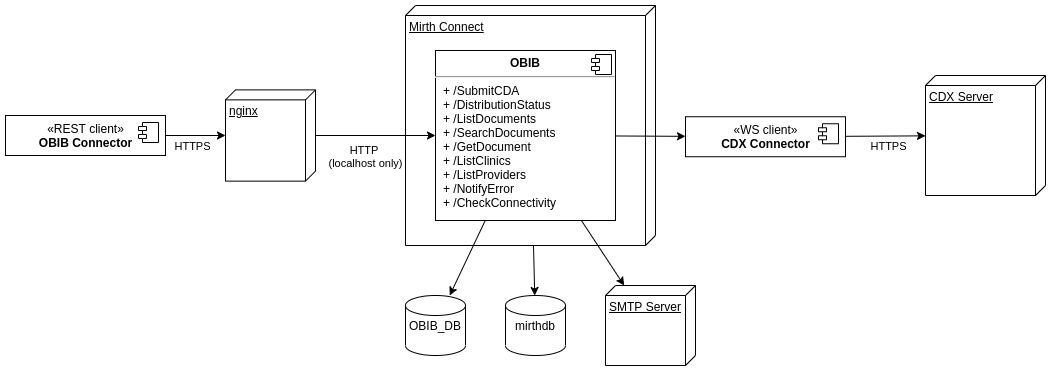 Mirth Connect
OBIB
+ /SubmitCDA
+ /DistributionStatus
+ /ListDocuments
+ /SearchDocuments
+ /GetDocument
+ /ListClinics
+ /ListProviders
+ /NotifyError
+ /CheckConnectivity
«REST client»
OBIB Connector
HTTPS
nginx
HTTP
(localhost only)
«WS client»
CDX Connector
HTTPS
CDX Server
OBIB_DB
mirthdb
SMTP Server